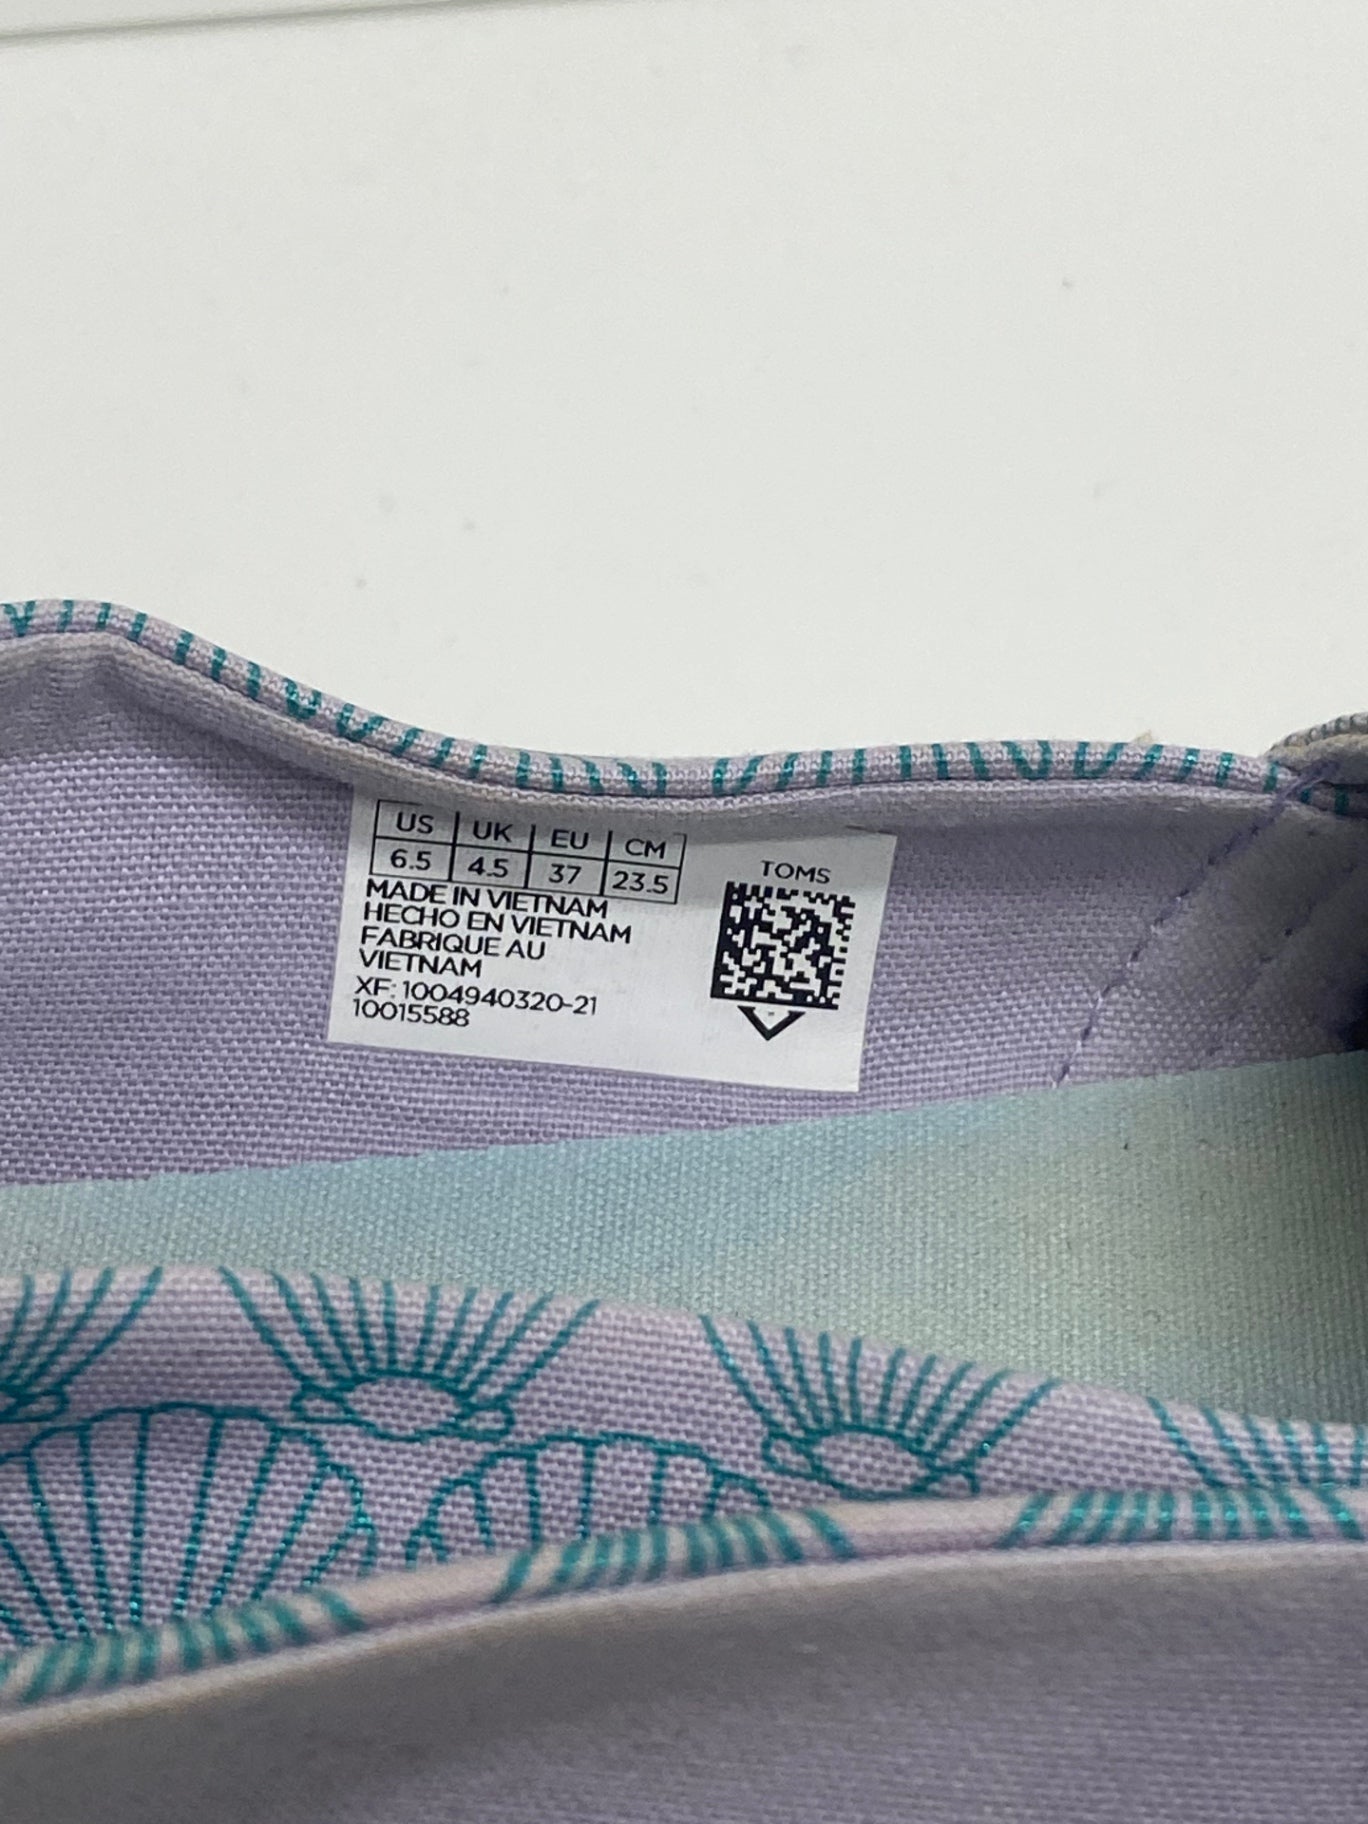 US UK EU CM
6.5 4.5 37 23.5
MADE IN VIETNAM
HECHO EN VIETNAM
FABRIQUE AU
VIETNAM
XF: 1004940320-21
10015588
TOMS